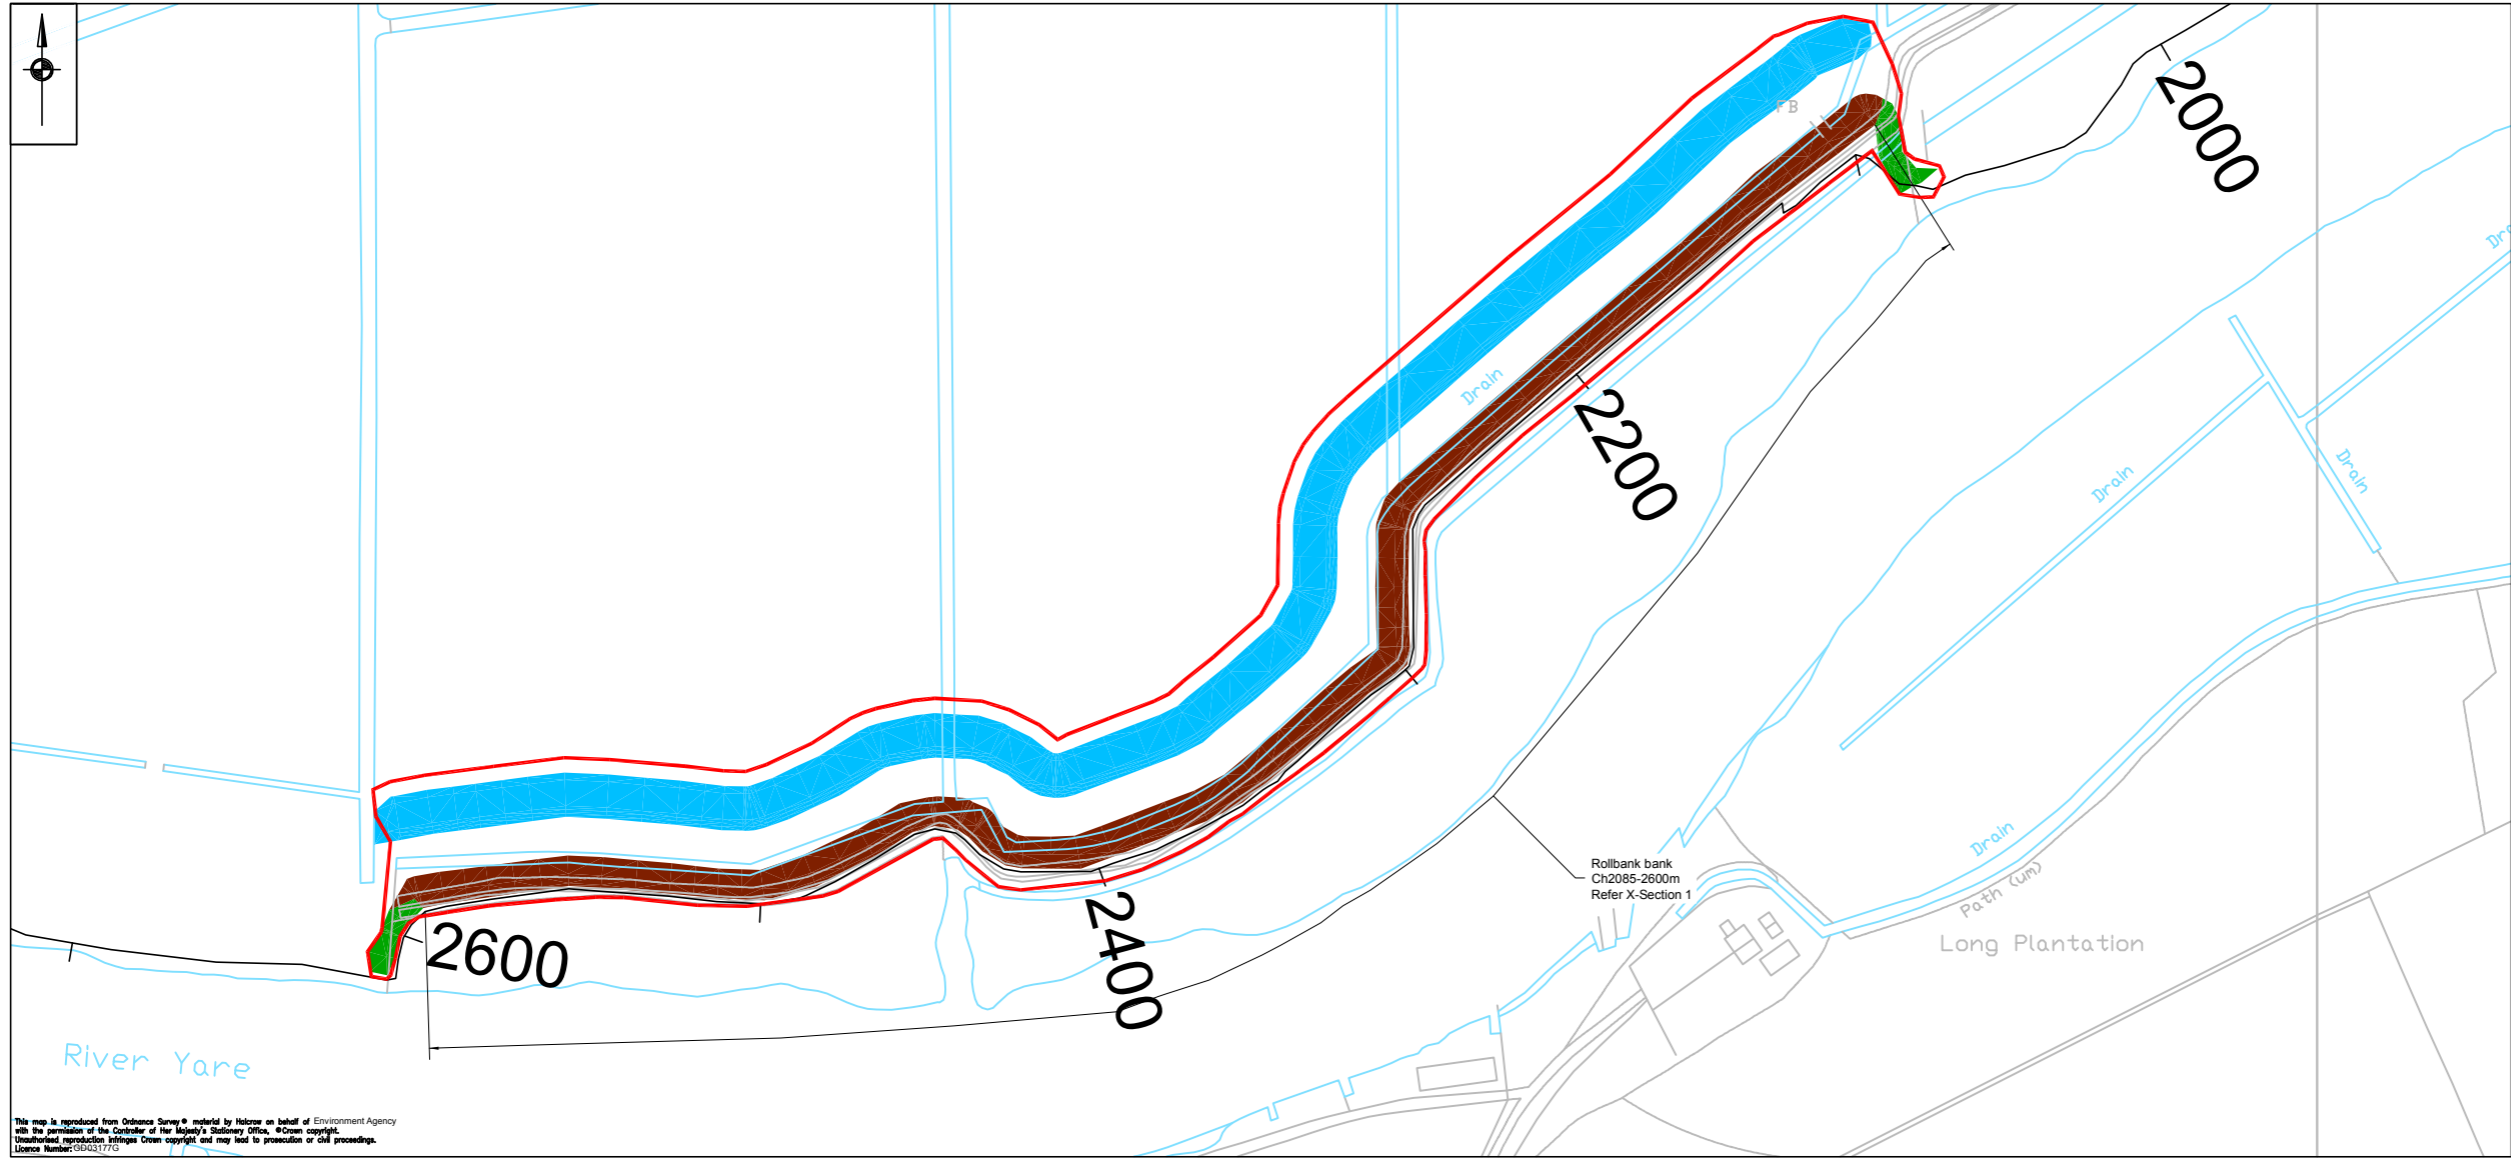 2000
FB
Drain
Drain
2200
Drain
Drain
Rollbank bank
Ch2085-2600m
Refer X-Section 1
Drain
Path (um)
Long Plantation
2400
2600
River Yare
This map is reproduced from Ordnance Survey® material by Halcrow on behalf of Environment Agency
with the permission of the Controller of Her Majesty's Stationery Office, ©Crown copyright.
Unauthorised reproduction infringes Crown copyright and may lead to prosecution or civil proceedings.
Licence Number: GD03177G